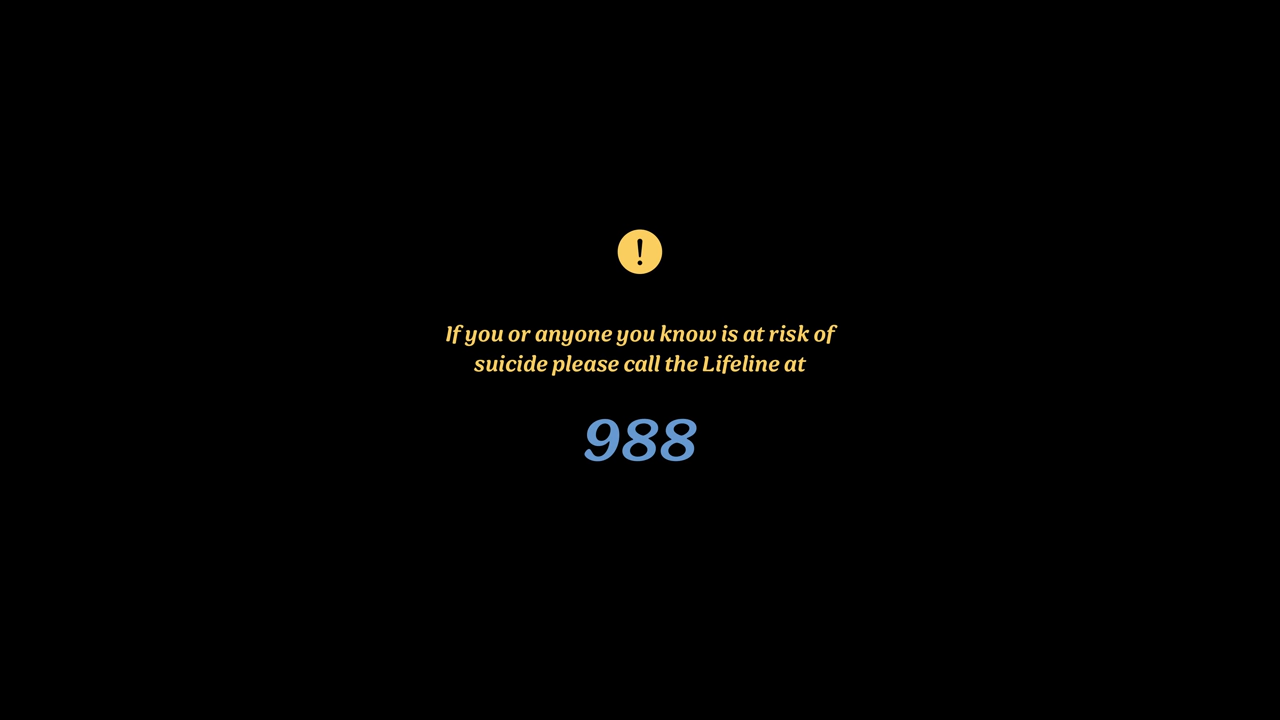 !
If you or anyone you know is at risk of
suicide please call the Lifeline at
988